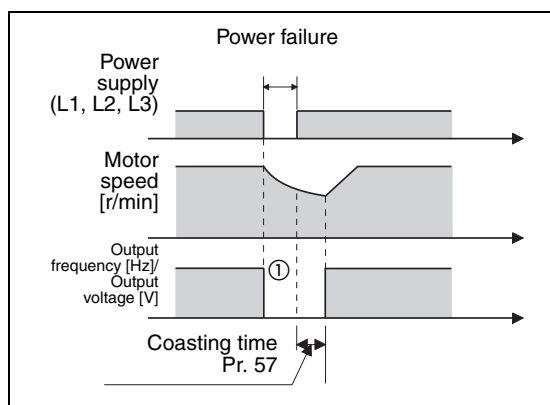 Power failure
Power
supply
(L1, L2, L3)
Motor
speed
[r/min]
Output
frequency [Hz]/
Output
voltage [V]
①
Coasting time
Pr. 57